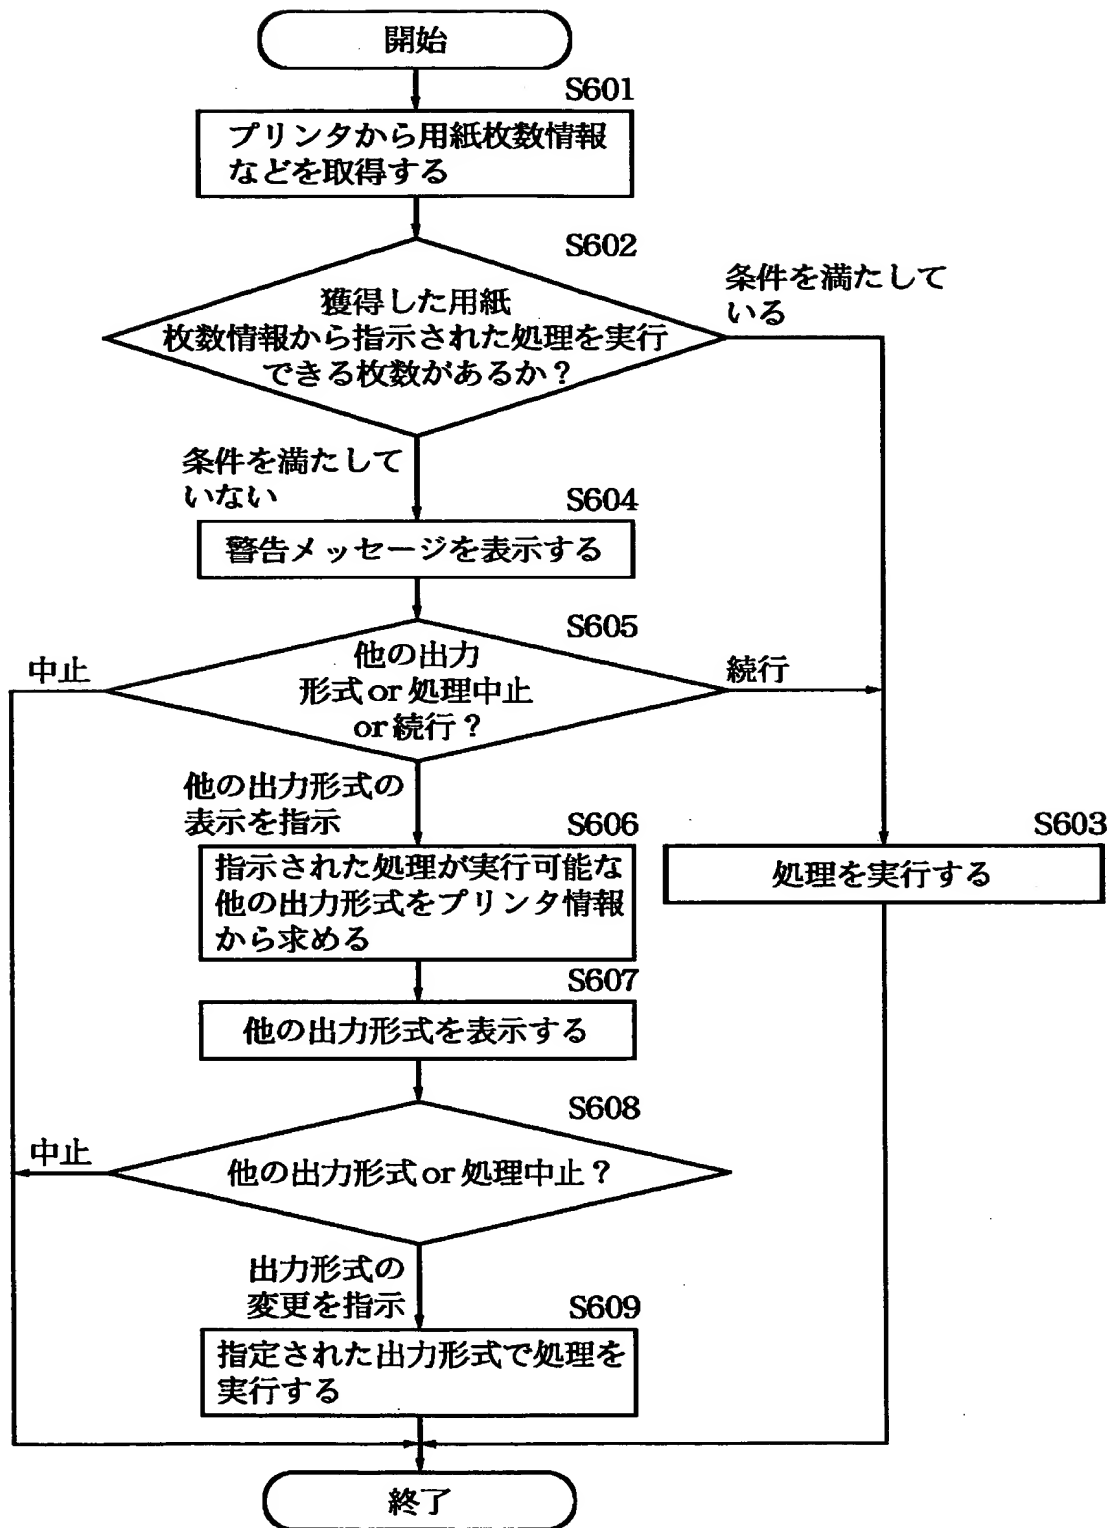 開始
S601
プリンタから用紙枚数情報
などを取得する
S602
獲得した用紙
枚数情報から指示された処理を実行
できる枚数があるか?
条件を満たして
いる
条件を満たして
いない
S604
警告メッセージを表示する
S605
他の出力
形式or処理中止
or続行?
中止
続行
他の出力形式の
表示を指示
S606
指示された処理が実行可能な
他の出力形式をプリンタ情報
から求める
S603
処理を実行する
S607
他の出力形式を表示する
S608
他の出力形式or処理中止?
中止
出力形式の
変更を指示
S609
指定された出力形式で処理を
実行する
終了